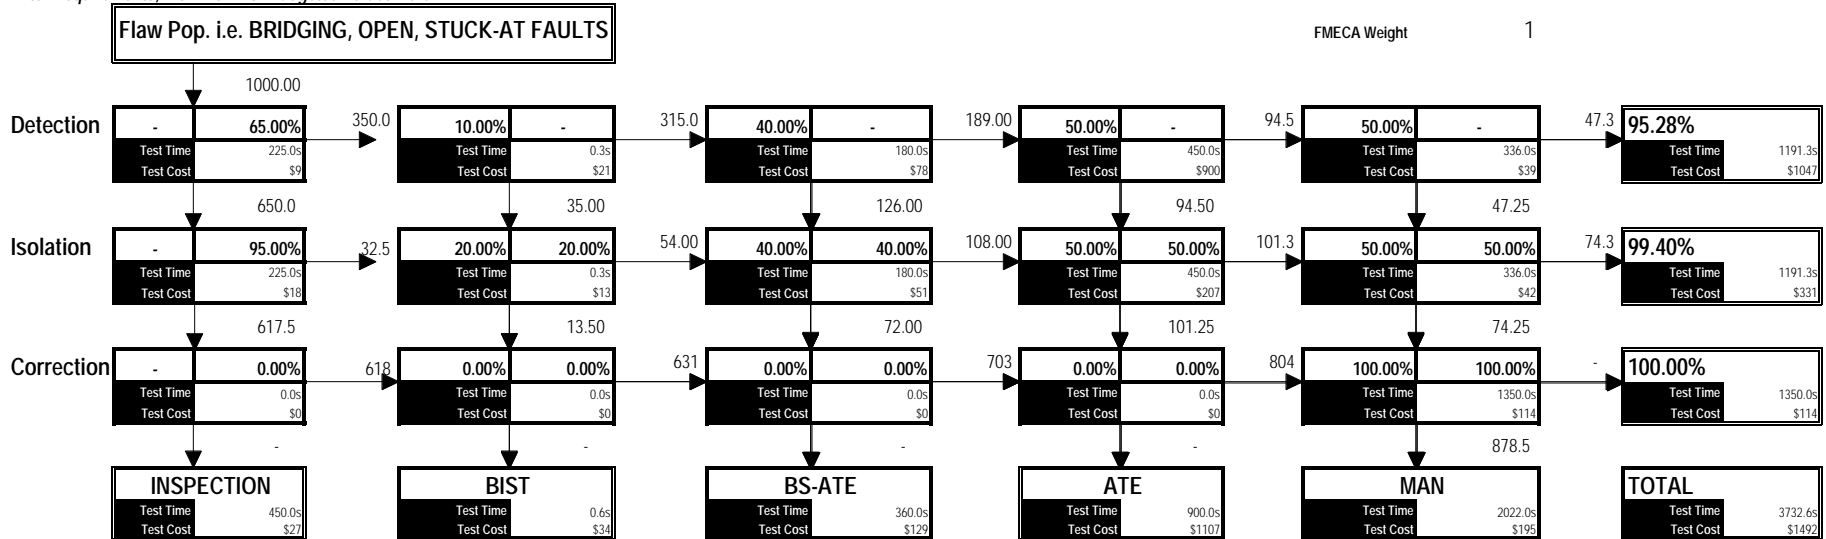 Flaw Pop. i.e. BRIDGING, OPEN, STUCK-AT FAULTS
FMECA Weight 1
1000.00
Detection - 65.00% 350.0 10.00% - 315.0 40.00% - 189.00 50.00% - 94.5 50.00% - 47.3 95.28%
Test Time 225.0s Test Time 0.3s Test Time 180.0s Test Time 450.0s Test Time 336.0s Test Time 1191.3s
Test Cost $9 Test Cost $21 Test Cost $78 Test Cost $900 Test Cost $39 Test Cost $1047
650.0 35.00 126.00 94.50 47.25
Isolation - 95.00% 32.5 20.00% 20.00% 54.00 40.00% 40.00% 108.00 50.00% 50.00% 101.3 50.00% 50.00% 74.3 99.40%
Test Time 225.0s Test Time 0.3s Test Time 180.0s Test Time 450.0s Test Time 336.0s Test Time 1191.3s
Test Cost $18 Test Cost $13 Test Cost $51 Test Cost $207 Test Cost $42 Test Cost $331
617.5 13.50 72.00 101.25 74.25
Correction - 0.00% 618 0.00% 0.00% 631 0.00% 0.00% 703 0.00% 0.00% 804 100.00% 100.00% - 100.00%
Test Time 0.0s Test Time 0.0s Test Time 0.0s Test Time 0.0s Test Time 1350.0s Test Time 1350.0s
Test Cost $0 Test Cost $0 Test Cost $0 Test Cost $0 Test Cost $114 Test Cost $114
- - - - 878.5
INSPECTION BIST BS-ATE ATE MAN TOTAL
Test Time 450.0s Test Time 0.6s Test Time 360.0s Test Time 900.0s Test Time 2022.0s Test Time 3732.6s
Test Cost $27 Test Cost $34 Test Cost $129 Test Cost $1107 Test Cost $195 Test Cost $1492